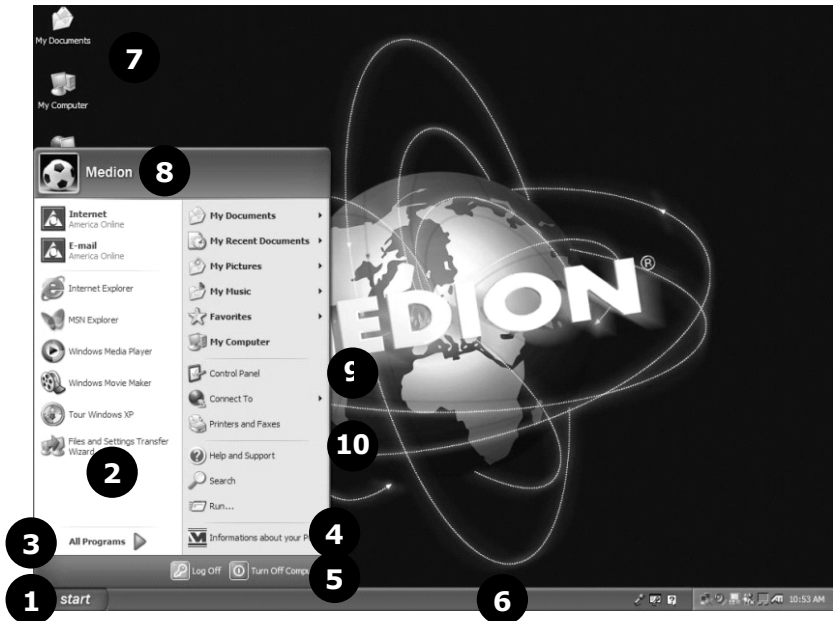 My Documents
7
My Computer
Medion
8
Internet
America Online
E-mail
America Online
Internet Explorer
MSN Explorer
Windows Media Player
Windows Movie Maker
Tour Windows XP
Files and Settings Transfer
Wizard
2
My Documents
My Recent Documents
My Pictures
My Music
Favorites
My Computer
Control Panel
9
Connect To
Printers and Faxes
10
Help and Support
Search
Run...
Informations about your P
4
3
All Programs
Log Off
Turn Off Compu
5
1
start
6
10:53 AM
EDION®